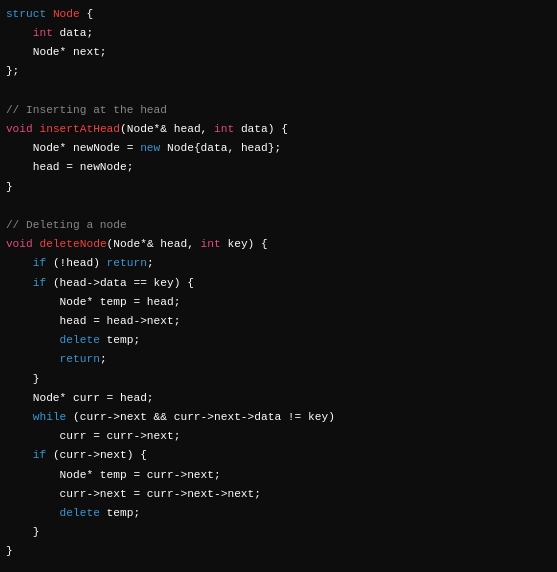 struct Node {
    int data;
    Node* next;
};

// Inserting at the head
void insertAtHead(Node*& head, int data) {
    Node* newNode = new Node{data, head};
    head = newNode;
}

// Deleting a node
void deleteNode(Node*& head, int key) {
    if (!head) return;
    if (head->data == key) {
        Node* temp = head;
        head = head->next;
        delete temp;
        return;
    }
    Node* curr = head;
    while (curr->next && curr->next->data != key)
        curr = curr->next;
    if (curr->next) {
        Node* temp = curr->next;
        curr->next = curr->next->next;
        delete temp;
    }
}